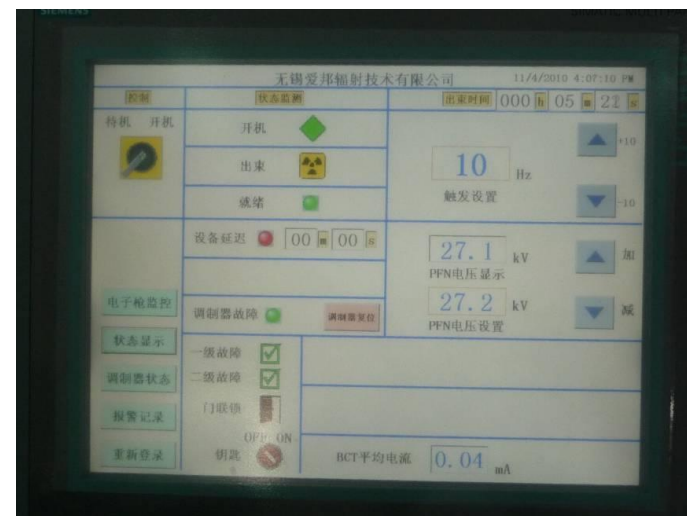 SIEMENS
无锡爱邦辐射技术有限公司 11/4/2010 4:07:10 PM
控制 状态监测 出束时间 000 h 05 m 21 s
待机 开机 开机 +10
出束 10 Hz
就绪 触发设置 -10
设备延迟 00 m 00 s 27.1 kV 加
PFN电压显示
电子枪监控 调制器故障 调制器复位 27.2 kV 减
PFN电压设置
状态显示 一级故障
调制器状态 二级故障
报警记录 门联锁
OFF ON
重新登录 钥匙 BCT平均电流 0.04 mA